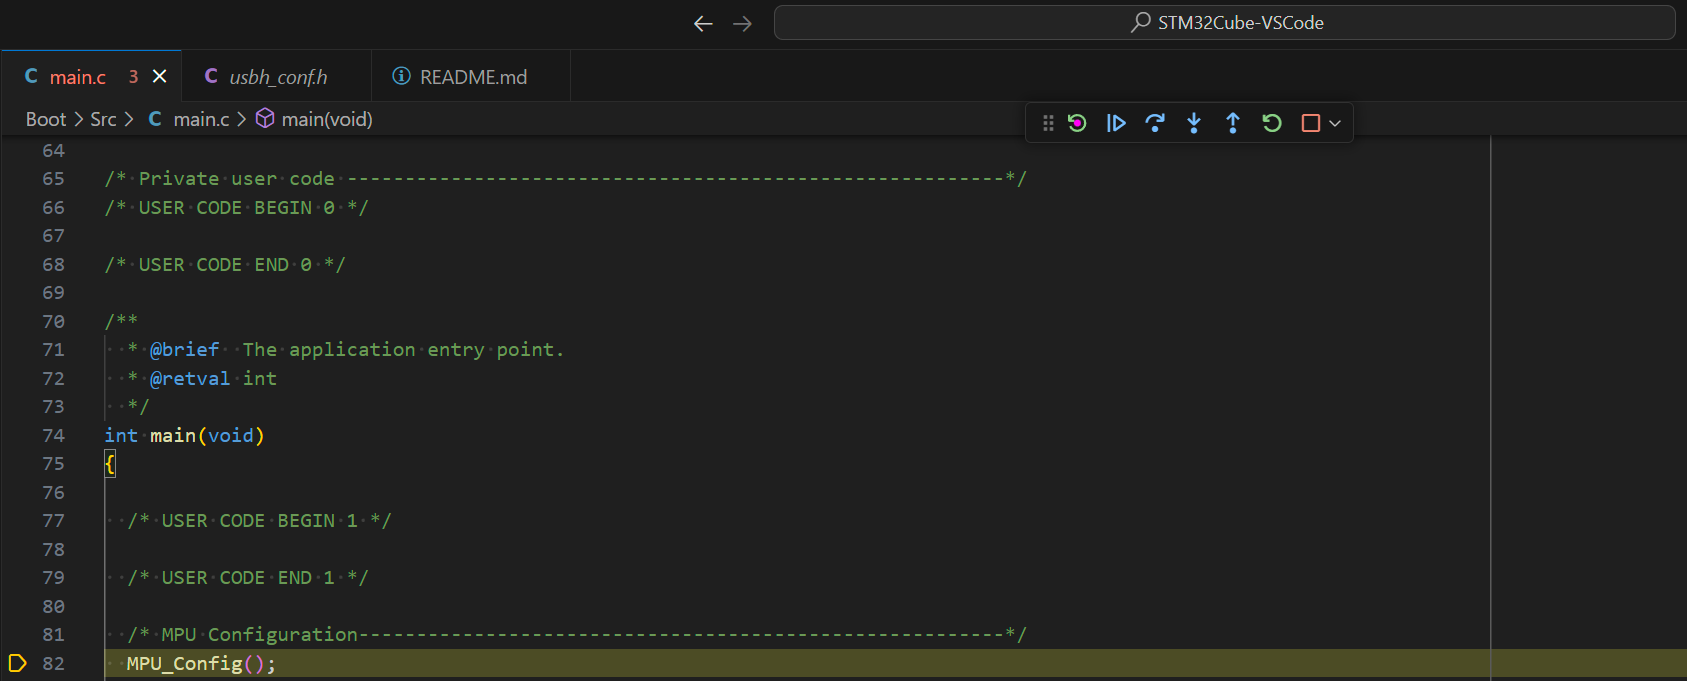 STM32Cube-VSCode
main.c 3 usbh_conf.h README.md
Boot > Src > C main.c > main(void)
64
65 /* Private user code ---------------------------------------------------------*/
66 /* USER CODE BEGIN 0 */
67
68 /* USER CODE END 0 */
69
70 /**
71 * @brief  The application entry point.
72 * @retval int
73 */
74 int main(void)
75 {
76
77 /* USER CODE BEGIN 1 */
78
79 /* USER CODE END 1 */
80
81 /* MPU Configuration--------------------------------------------------------*/
82 MPU_Config();